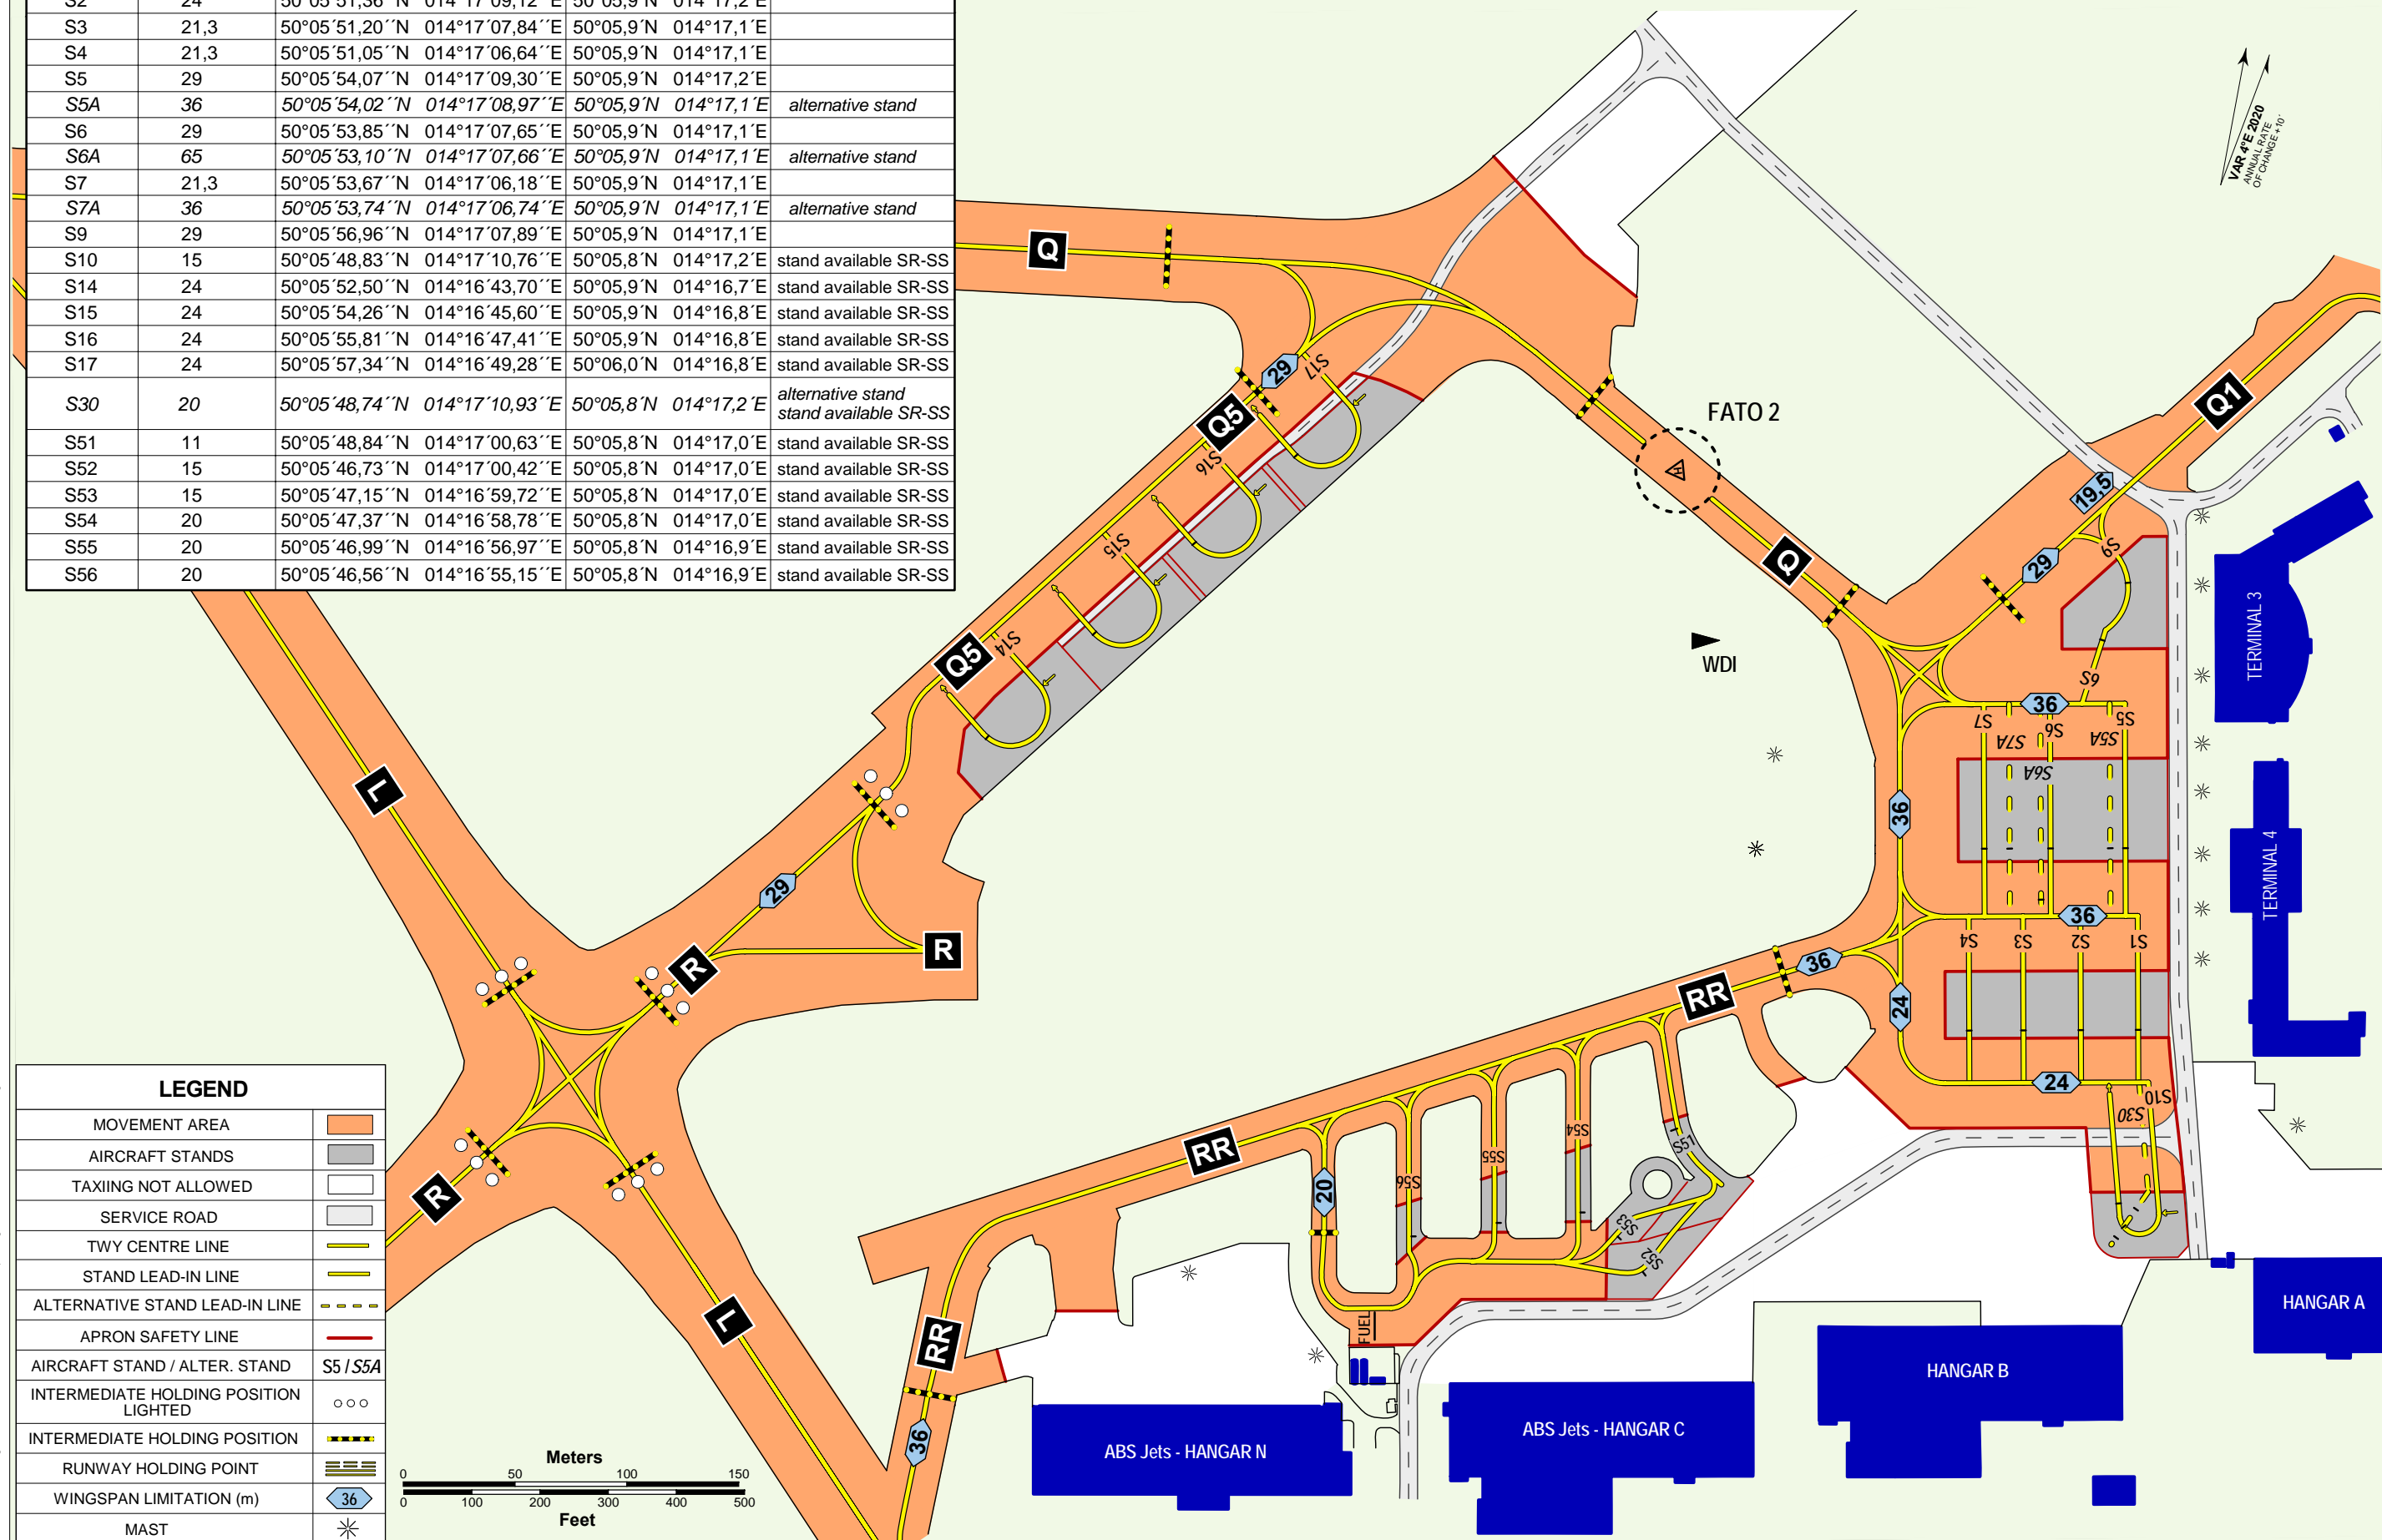 S2 24 50°05´51,36´´N 014°17´09,12´´E 50°05,9´N 014°17,2´E
S3 21,3 50°05´51,20´´N 014°17´07,84´´E 50°05,9´N 014°17,1´E
S4 21,3 50°05´51,05´´N 014°17´06,64´´E 50°05,9´N 014°17,1´E
S5 29 50°05´54,07´´N 014°17´09,30´´E 50°05,9´N 014°17,2´E
S5A 36 50°05´54,02´´N 014°17´08,97´´E 50°05,9´N 014°17,1´E alternative stand
S6 29 50°05´53,85´´N 014°17´07,65´´E 50°05,9´N 014°17,1´E
S6A 65 50°05´53,10´´N 014°17´07,66´´E 50°05,9´N 014°17,1´E alternative stand
S7 21,3 50°05´53,67´´N 014°17´06,18´´E 50°05,9´N 014°17,1´E
S7A 36 50°05´53,74´´N 014°17´06,74´´E 50°05,9´N 014°17,1´E alternative stand
S9 29 50°05´56,96´´N 014°17´07,89´´E 50°05,9´N 014°17,1´E
S10 15 50°05´48,83´´N 014°17´10,76´´E 50°05,8´N 014°17,2´E stand available SR-SS
S14 24 50°05´52,50´´N 014°16´43,70´´E 50°05,9´N 014°16,7´E stand available SR-SS
S15 24 50°05´54,26´´N 014°16´45,60´´E 50°05,9´N 014°16,8´E stand available SR-SS
S16 24 50°05´55,81´´N 014°16´47,41´´E 50°05,9´N 014°16,8´E stand available SR-SS
S17 24 50°05´57,34´´N 014°16´49,28´´E 50°06,0´N 014°16,8´E stand available SR-SS
S30 20 50°05´48,74´´N 014°17´10,93´´E 50°05,8´N 014°17,2´E alternative stand
stand available SR-SS
S51 11 50°05´48,84´´N 014°17´00,63´´E 50°05,8´N 014°17,0´E stand available SR-SS
S52 15 50°05´46,73´´N 014°17´00,42´´E 50°05,8´N 014°17,0´E stand available SR-SS
S53 15 50°05´47,15´´N 014°16´59,72´´E 50°05,8´N 014°17,0´E stand available SR-SS
S54 20 50°05´47,37´´N 014°16´58,78´´E 50°05,8´N 014°17,0´E stand available SR-SS
S55 20 50°05´46,99´´N 014°16´56,97´´E 50°05,8´N 014°16,9´E stand available SR-SS
S56 20 50°05´46,56´´N 014°16´55,15´´E 50°05,8´N 014°16,9´E stand available SR-SS
VAR 4°E 2020
ANNUAL RATE
OF CHANGE +10´
Q
29
S17
Q5
S16
S15
Q5
S14
FATO 2
H
Q
WDI
Q1
19,5
29
S9
S9
36
S7
S7A
S6
S6A
S5A
S5
36
36
S4
S3
S2
S1
24
24
S10
S30
TERMINAL 3
TERMINAL 4
L
29
R
R
R
L
36
RR
RR
RR
36
20
S56
S55
S54
S51
S53
S52
FUEL
HANGAR A
HANGAR B
ABS Jets - HANGAR C
ABS Jets - HANGAR N
LEGEND
MOVEMENT AREA
AIRCRAFT STANDS
TAXIING NOT ALLOWED
SERVICE ROAD
TWY CENTRE LINE
STAND LEAD-IN LINE
ALTERNATIVE STAND LEAD-IN LINE
APRON SAFETY LINE
AIRCRAFT STAND / ALTER. STAND S5 / S5A
INTERMEDIATE HOLDING POSITION
LIGHTED
INTERMEDIATE HOLDING POSITION
RUNWAY HOLDING POINT
WINGSPAN LIMITATION (m) 36
MAST
Meters
0 50 100 150
0 100 200 300 400 500
Feet